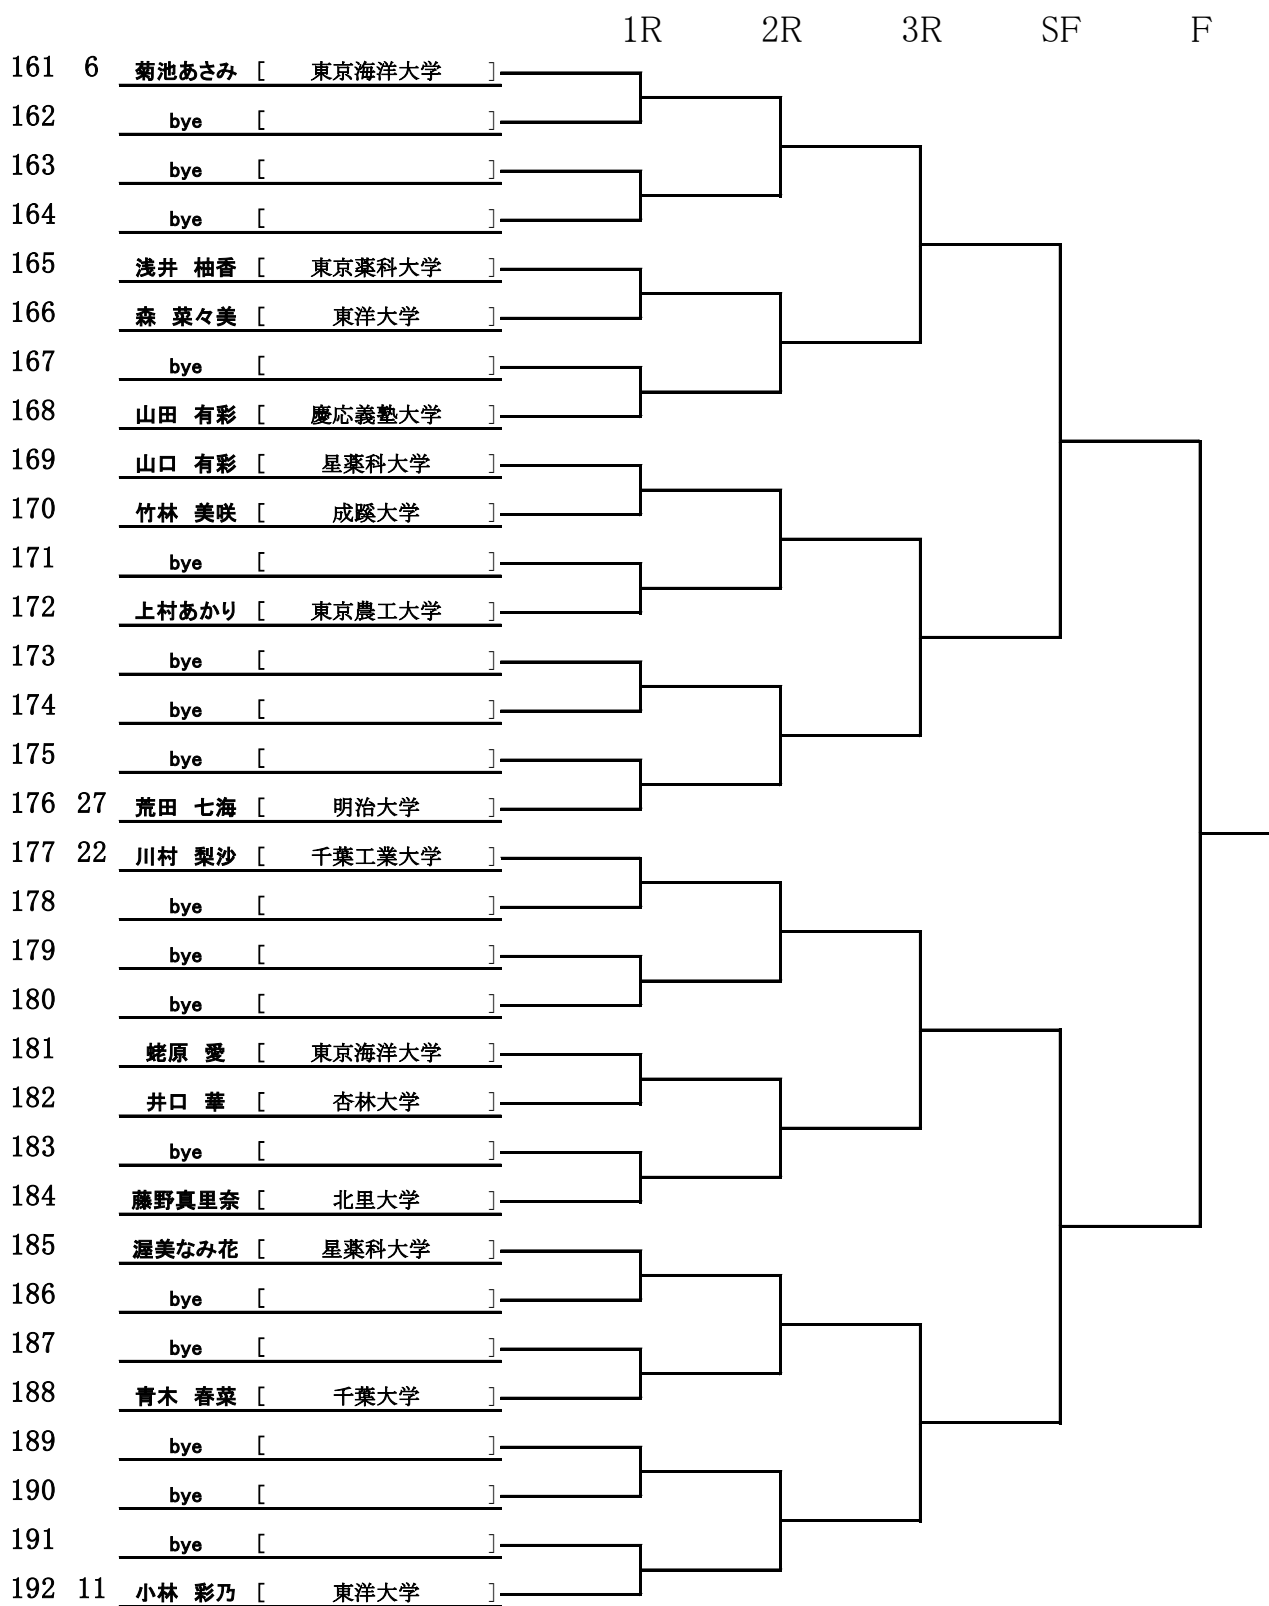 1R 2R 3R SF F
161 6 菊池あさみ [ 東京海洋大学 ]
162 bye [ ]
163 bye [ ]
164 bye [ ]
165 浅井 柚香 [ 東京薬科大学 ]
166 森 菜々美 [ 東洋大学 ]
167 bye [ ]
168 山田 有彩 [ 慶応義塾大学 ]
169 山口 有彩 [ 星薬科大学 ]
170 竹林 美咲 [ 成蹊大学 ]
171 bye [ ]
172 上村あかり [ 東京農工大学 ]
173 bye [ ]
174 bye [ ]
175 bye [ ]
176 27 荒田 七海 [ 明治大学 ]
177 22 川村 梨沙 [ 千葉工業大学 ]
178 bye [ ]
179 bye [ ]
180 bye [ ]
181 蛯原 愛 [ 東京海洋大学 ]
182 井口 華 [ 杏林大学 ]
183 bye [ ]
184 藤野真里奈 [ 北里大学 ]
185 渥美なみ花 [ 星薬科大学 ]
186 bye [ ]
187 bye [ ]
188 青木 春菜 [ 千葉大学 ]
189 bye [ ]
190 bye [ ]
191 bye [ ]
192 11 小林 彩乃 [ 東洋大学 ]